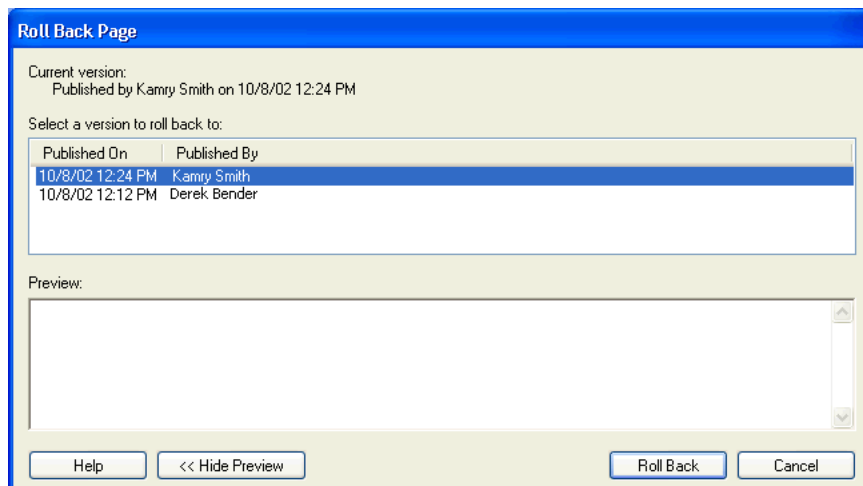 Roll Back Page
Current version:
Published by Kamry Smith on 10/8/02 12:24 PM
Select a version to roll back to:
Published On Published By
10/8/02 12:24 PM Kamry Smith
10/8/02 12:12 PM Derek Bender
Preview:
Help << Hide Preview Roll Back Cancel